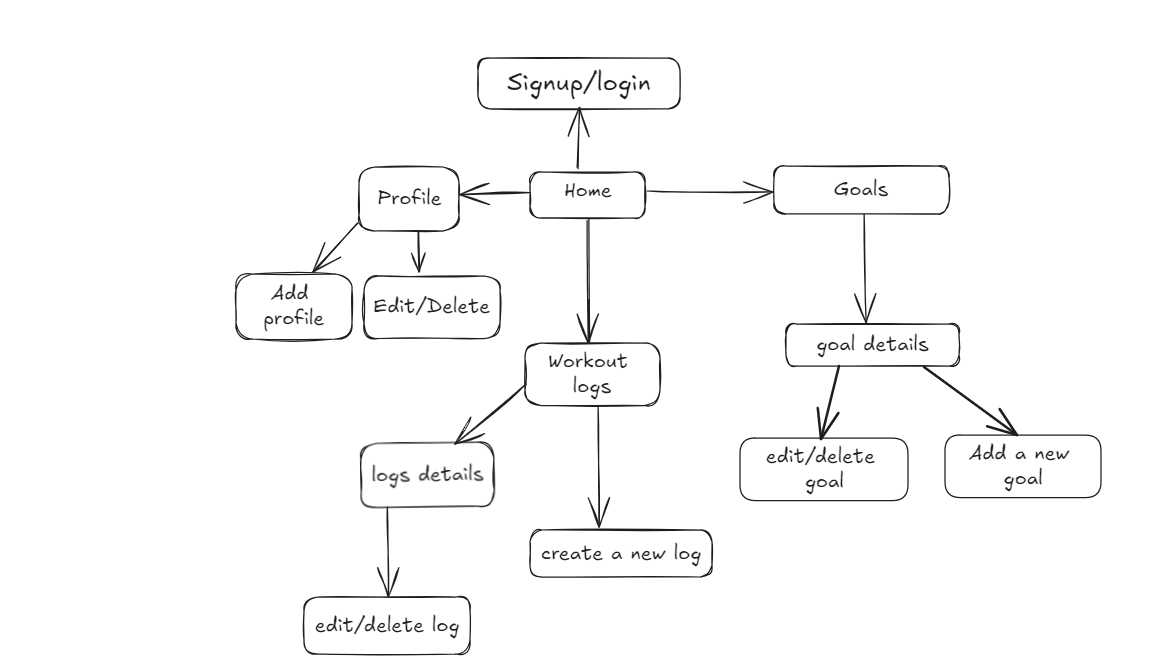 Signup/login
Profile
Home
Goals
Add
profile
Edit/Delete
goal details
Workout
logs
logs details
edit/delete
goal
Add a new
goal
create a new log
edit/delete log